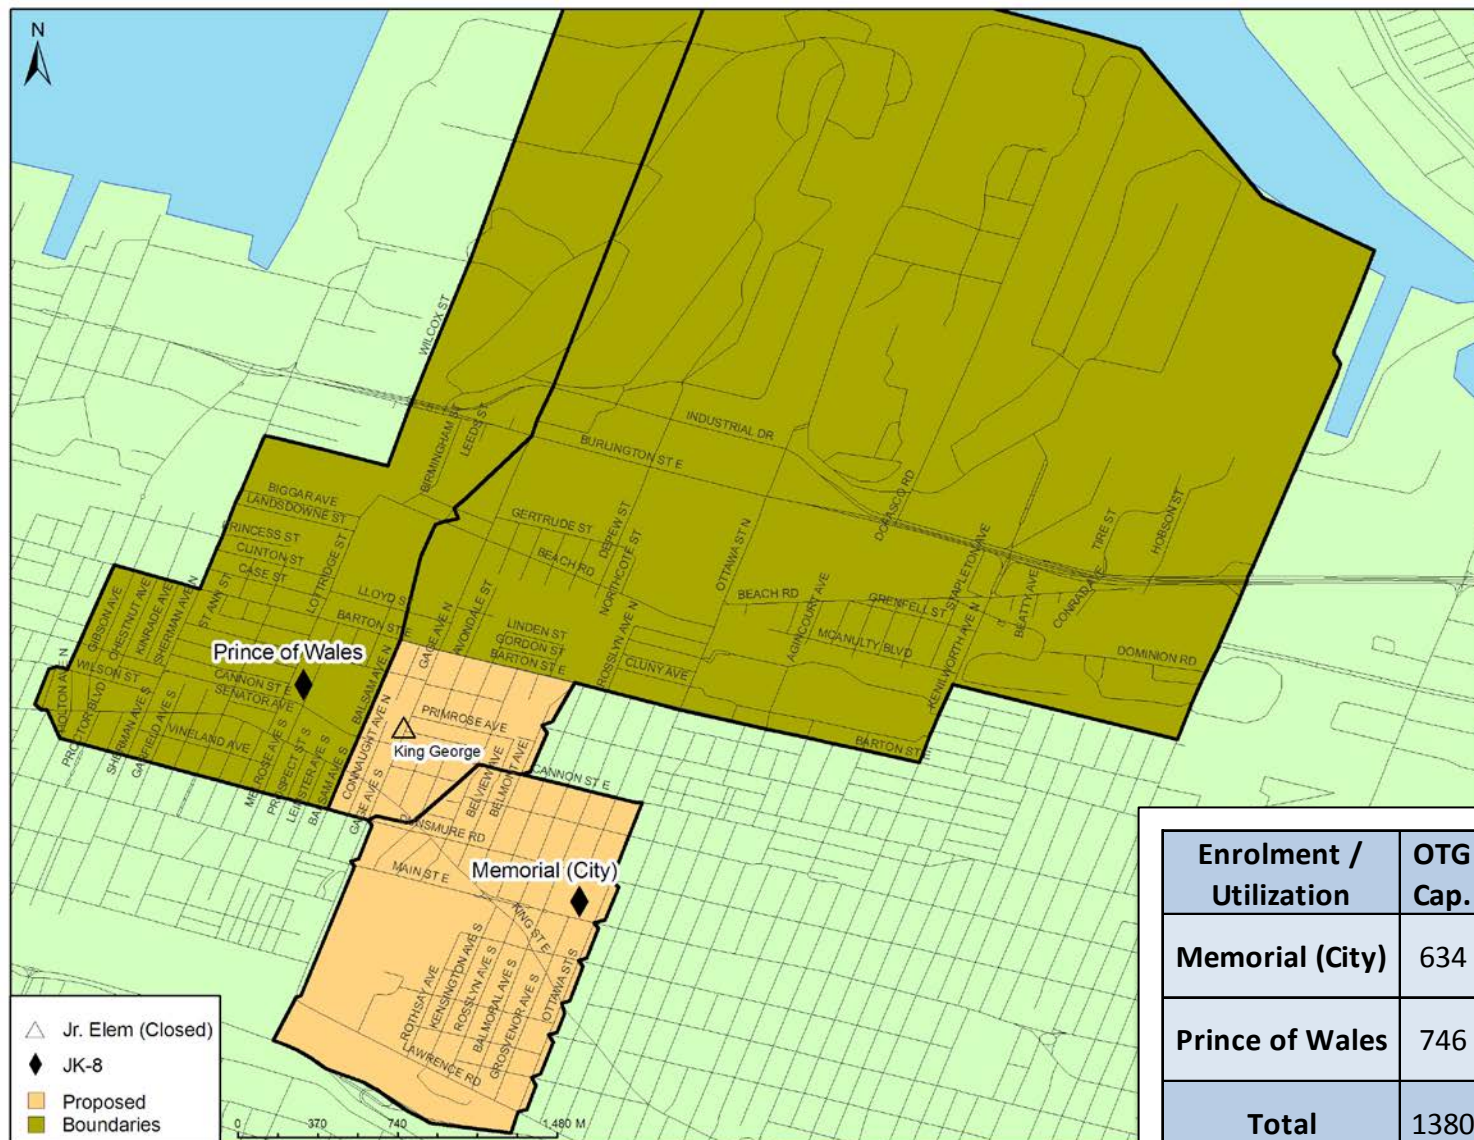 N
WILCOX ST
BIRMINGHAM ST
LEEDS ST
INDUSTRIAL DR
BURLINGTON ST E
BIGGAR AVE
LANDSDOWNE ST
PRINCESS ST
CLINTON ST
CASE ST
LOTTRIDGE ST
LLOYD S
BARTON ST E
ST ANN ST
GIBSON AVE
CHESTNUT AVE
KINRADE AVE
SHERMAN AVE N
GERTRUDE ST
BEACH RD
DEPEW ST
NORTHCOTE ST
OTTAWA ST N
DOFASCO RD
STAPLETON AVE
TIRE ST
HOBSON ST
BEATTY AVE
CONRAD AVE
BEACH RD
GRENFELL ST
AGINCOURT AVE
MCANULTY BLVD
KENILWORTH AVE N
DOMINION RD
GAGE AVE N
AVONDALE ST
LINDEN ST
GORDON ST
BARTON ST E
ROSSLYN AVE N
CLUNY AVE
BARTON ST E
Prince of Wales
HOLTON AVE N
WILSON ST
CANNON ST E
SENATOR AVE
VINELAND AVE
PROCTOR BLVD
SHERMAN AVE S
GARFIELD AVE S
MELROSE AVE S
PROSPECT ST S
LEINSTER AVE S
BALSAM AVE S
BALSAM AVE N
CONNAUGHT AVE N
GAGE AVE S
PRIMROSE AVE
King George
BELVIEW AVE
BELMONT AVE
CANNON ST E
DUNSMURE RD
MAIN ST E
Memorial (City)
KING ST E
ROTHSAY AVE
KENSINGTON AVE S
ROSSLYN AVE S
BALMORAL AVE S
GROSVENOR AVE S
OTTAWA ST S
LAWRENCE RD
Jr. Elem (Closed)
JK-8
Proposed
Boundaries
0 370 740 1,480 M
Enrolment / Utilization OTG Cap.
Memorial (City) 634
Prince of Wales 746
Total 1380